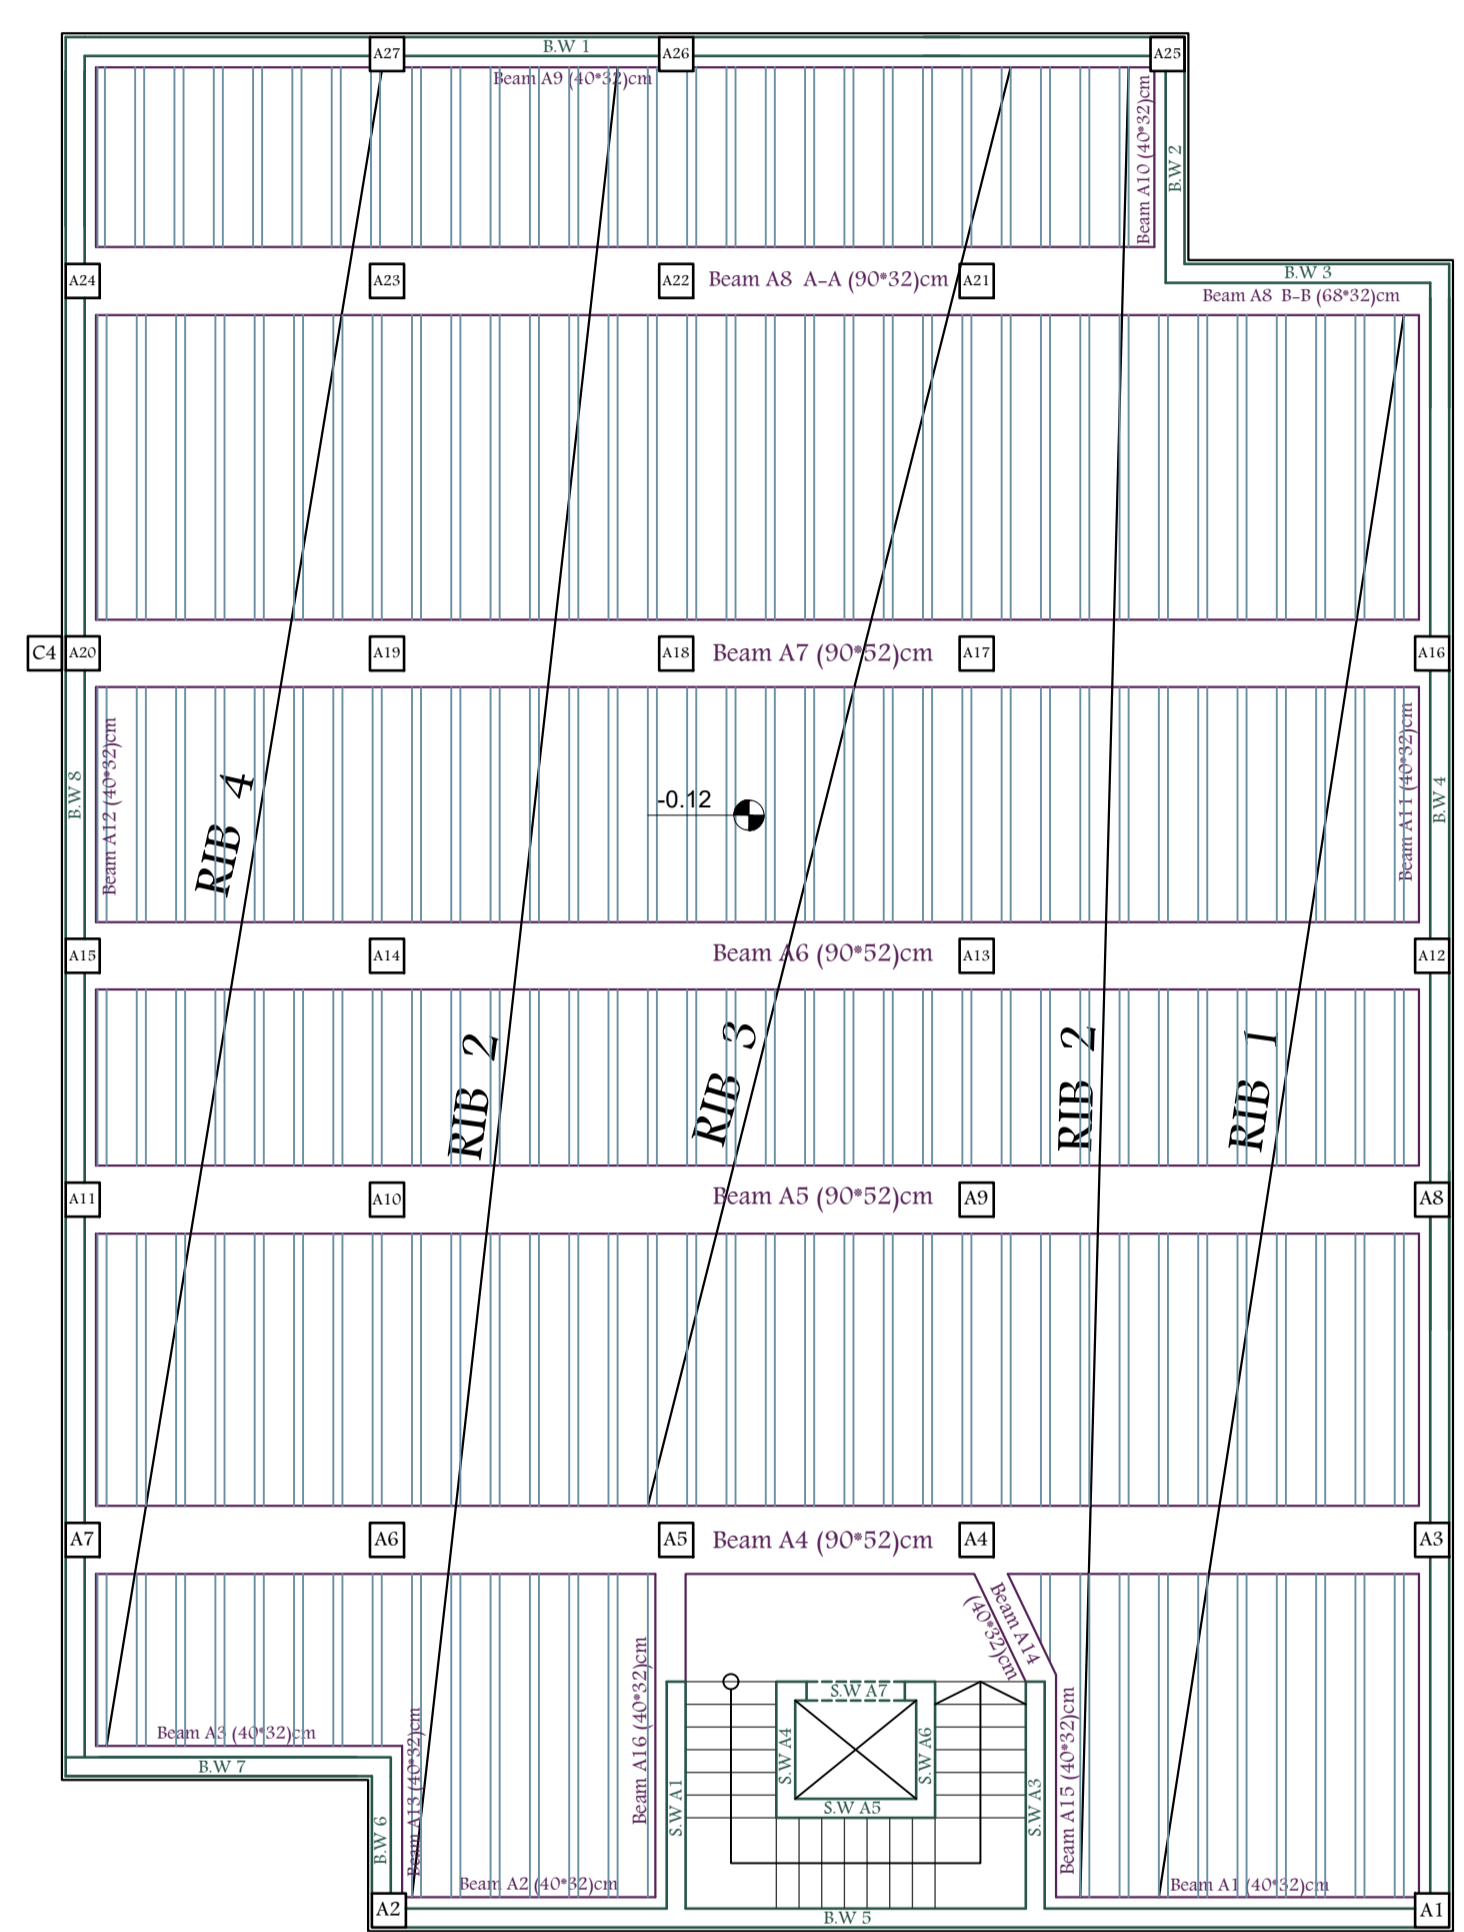 A27
B.W 1
A26
A25
Beam A9 (40*32)cm
Beam A10 (40*32)cm
B.W 2
A24
A23
A22
Beam A8 A-A (90*32)cm
A21
B.W 3
Beam A8 B-B (68*32)cm
C4
A20
A19
A18
Beam A7 (90*52)cm
A17
A16
B.W 8
Beam A12 (40*32)cm
RIB 4
-0.12
Beam A11 (40*32)cm
B.W 4
A15
A14
Beam A6 (90*52)cm
A13
A12
RIB 2
RIB 3
RIB 2
RIB 1
A11
A10
Beam A5 (90*52)cm
A9
A8
A7
A6
A5
Beam A4 (90*52)cm
A4
A3
Beam A14
(40*32)cm
Beam A3 (40*32)cm
B.W 7
Beam A13 (40*32)cm
Beam A16 (40*32)cm
S.W A1
S.W A4
S.W A7
S.W A6
S.W A5
S.W A3
Beam A15 (40*32)cm
B.W 6
Beam A2 (40*32)cm
Beam A1 (40*32)cm
A2
B.W 5
A1